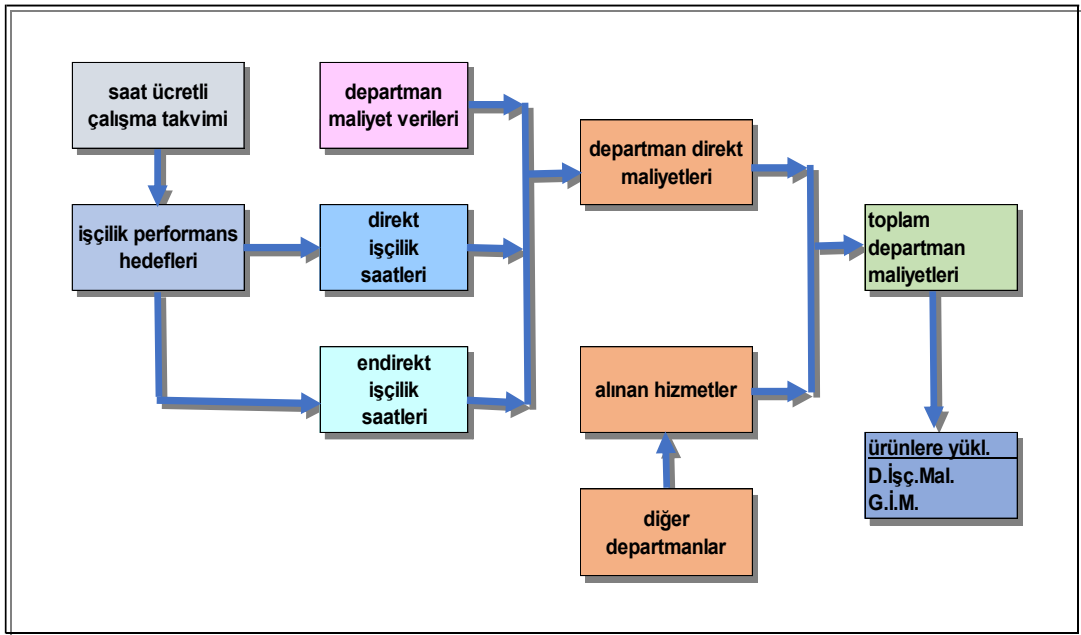 saat ücretli
çalışma takvimi
departman
maliyet verileri
departman direkt
maliyetleri
işçilik performans
hedefleri
direkt
işçilik
saatleri
toplam
departman
maliyetleri
endirekt
işçilik
saatleri
alınan hizmetler
ürünlere yükl.
D.İşç.Mal.
G.İ.M.
diğer
departmanlar